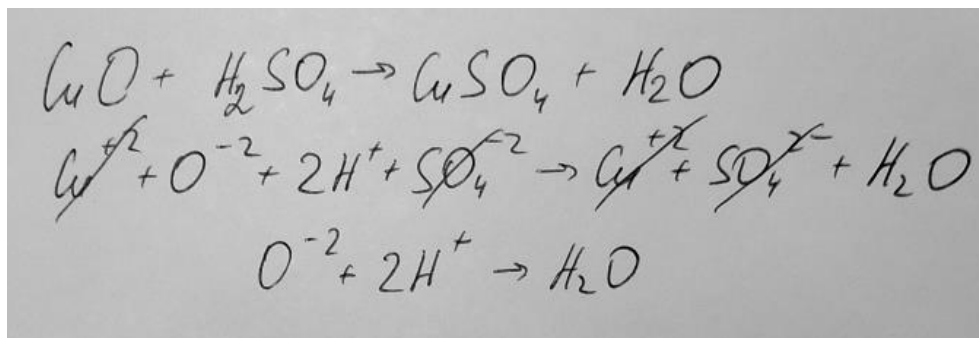 CuO + H₂SO₄ → CuSO₄ + H₂O
Cu⁺² + O⁻² + 2H⁺ + SO₄⁻² → Cu⁺² + SO₄²⁻ + H₂O
O⁻² + 2H⁺ → H₂O